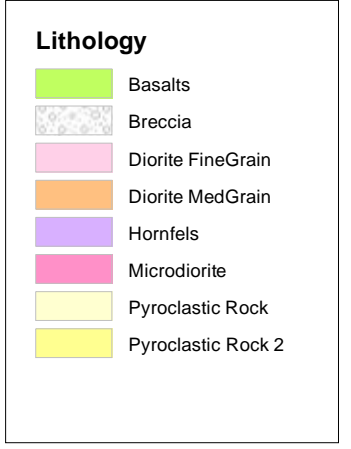 Lithology
Basalts
Breccia
Diorite FineGrain
Diorite MedGrain
Hornfels
Microdiorite
Pyroclastic Rock
Pyroclastic Rock 2